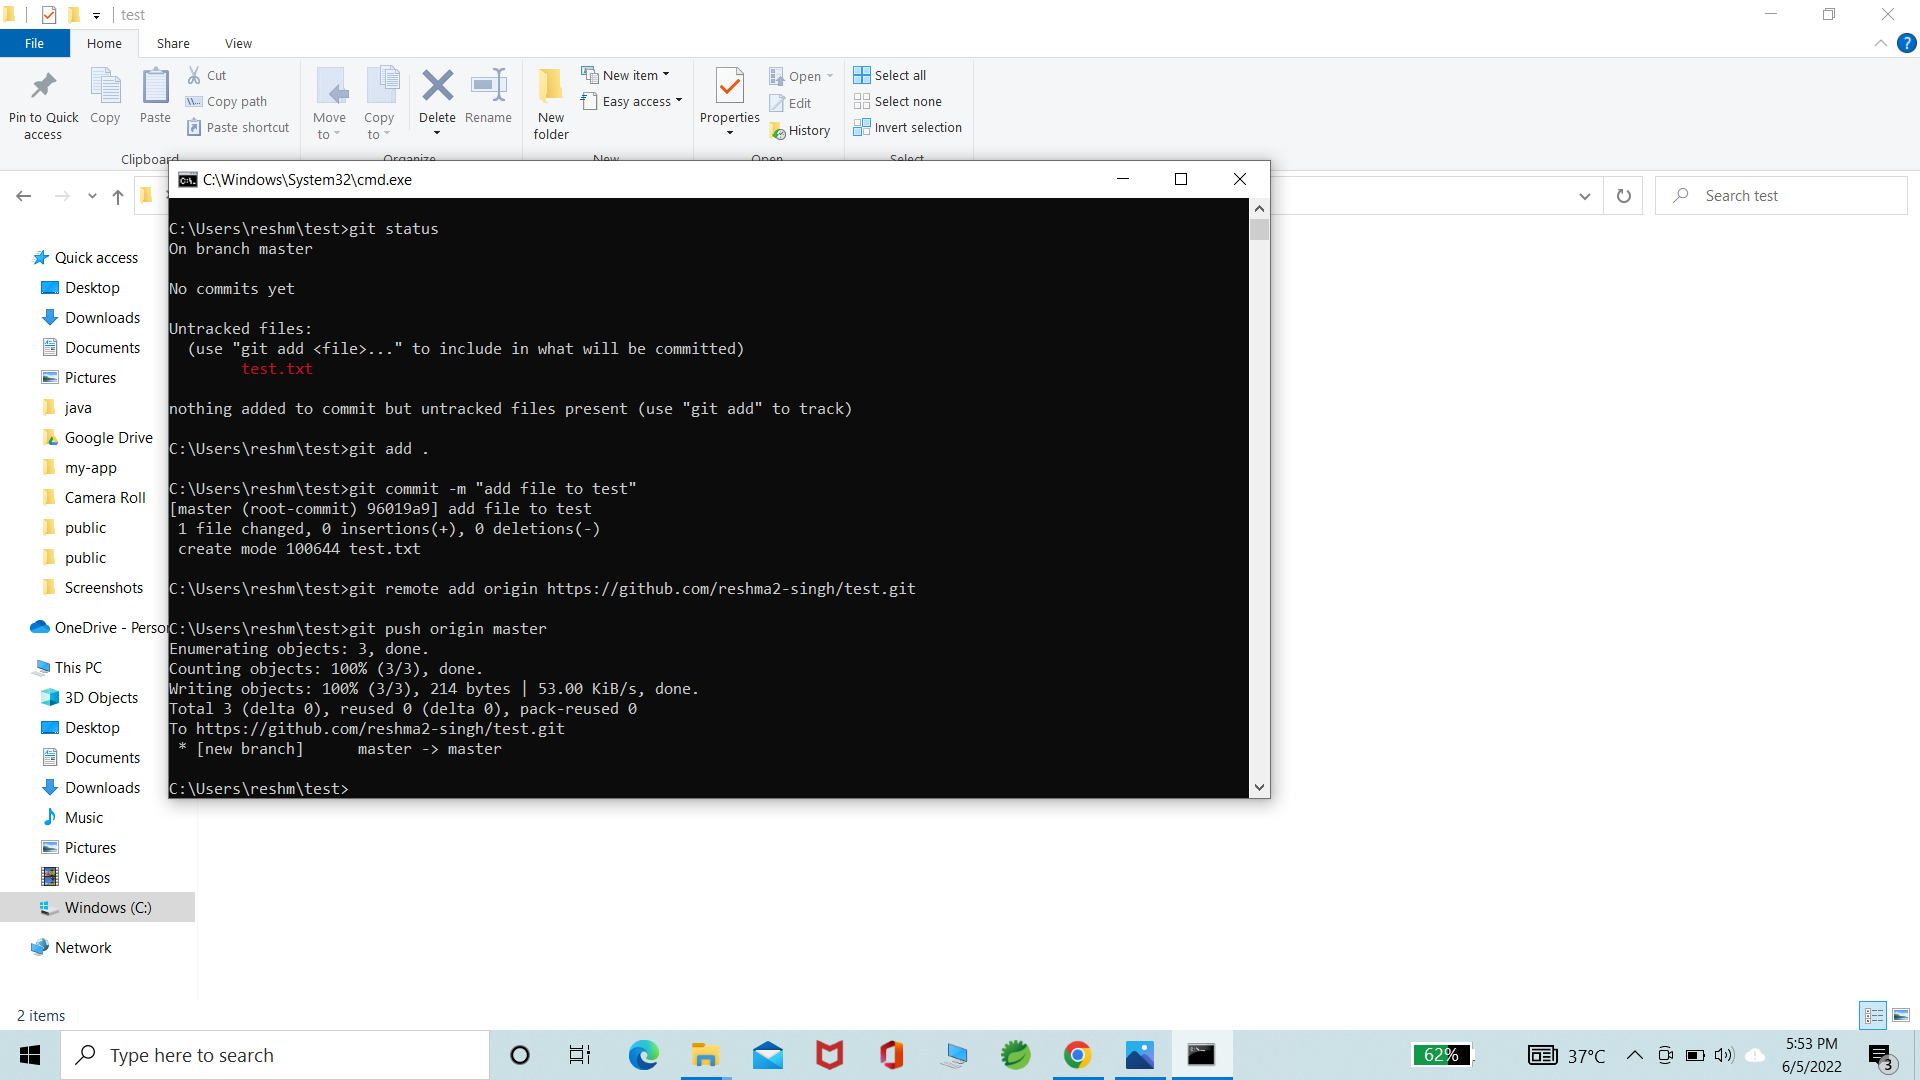 test
File Home Share View
Pin to Quick access
Copy
Paste
Cut
Copy path
Paste shortcut
Clipboard
Move to
Copy to
Delete
Rename
Organize
New folder
New item
Easy access
New
Properties
Open
Edit
History
Open
Select all
Select none
Invert selection
Select
Search test
C:\Windows\System32\cmd.exe
C:\Users\reshm\test>git status
On branch master
No commits yet
Untracked files:
(use "git add <file>..." to include in what will be committed)
test.txt
nothing added to commit but untracked files present (use "git add" to track)
C:\Users\reshm\test>git add .
C:\Users\reshm\test>git commit -m "add file to test"
[master (root-commit) 96019a9] add file to test
1 file changed, 0 insertions(+), 0 deletions(-)
create mode 100644 test.txt
C:\Users\reshm\test>git remote add origin https://github.com/reshma2-singh/test.git
C:\Users\reshm\test>git push origin master
Enumerating objects: 3, done.
Counting objects: 100% (3/3), done.
Writing objects: 100% (3/3), 214 bytes | 53.00 KiB/s, done.
Total 3 (delta 0), reused 0 (delta 0), pack-reused 0
To https://github.com/reshma2-singh/test.git
* [new branch]      master -> master
C:\Users\reshm\test>
Quick access
Desktop
Downloads
Documents
Pictures
java
Google Drive
my-app
Camera Roll
public
public
Screenshots
OneDrive - Perso
This PC
3D Objects
Desktop
Documents
Downloads
Music
Pictures
Videos
Windows (C:)
Network
2 items
Type here to search
62%
37°C
5:53 PM
6/5/2022
3